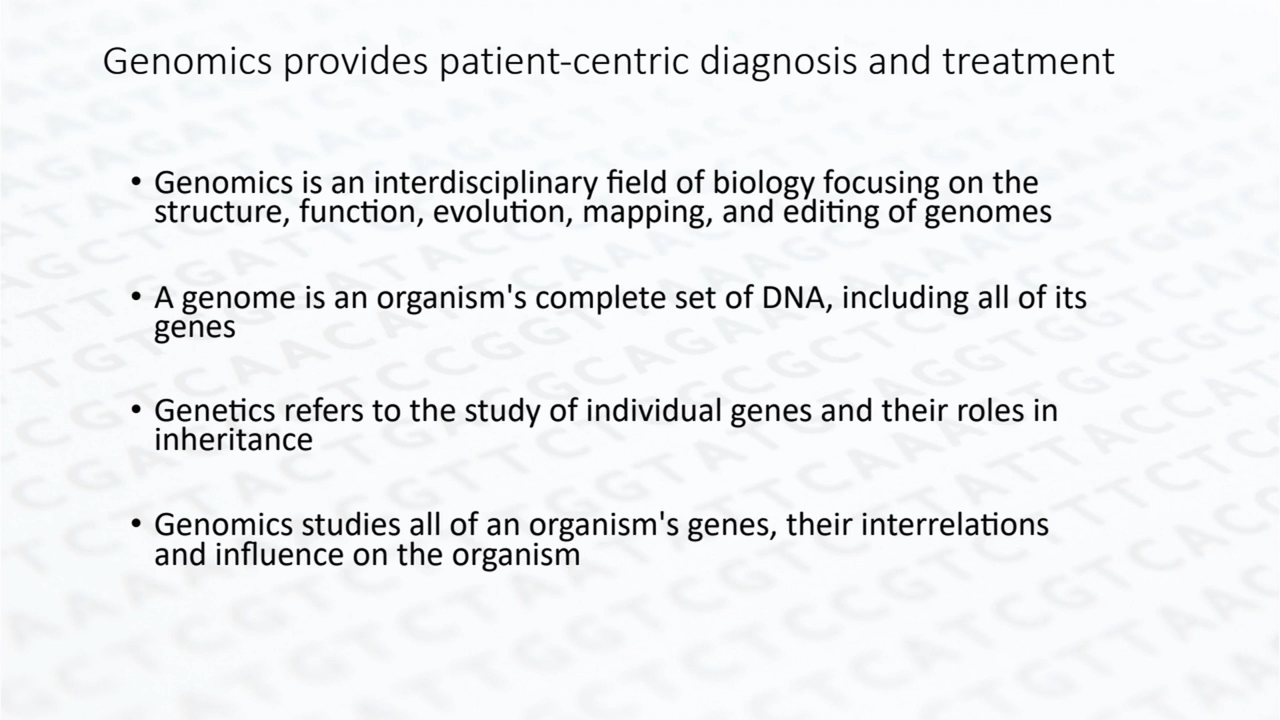 Genomics provides patient-centric diagnosis and treatment
• Genomics is an interdisciplinary field of biology focusing on the
structure, function, evolution, mapping, and editing of genomes
• A genome is an organism's complete set of DNA, including all of its
genes
• Genetics refers to the study of individual genes and their roles in
inheritance
• Genomics studies all of an organism's genes, their interrelations
and influence on the organism